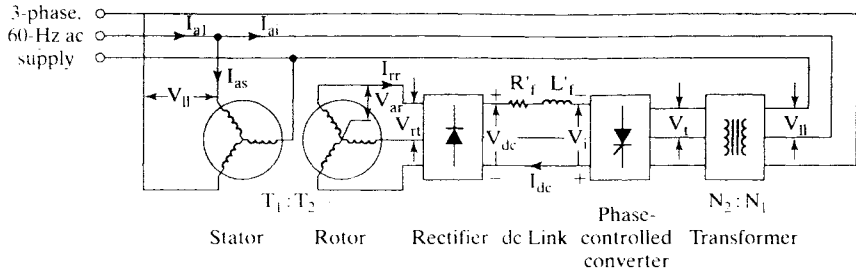 3-phase,
60-Hz ac
supply
I_a1
I_ai
I_as
V_ll
I_rr
V_ar
V_rt
R'_f
L'_f
V_dc
V_i
I_dc
V_t
V_ll
T_1 : T_2
N_2 : N_1
Stator
Rotor
Rectifier
dc Link
Phase-
controlled
converter
Transformer